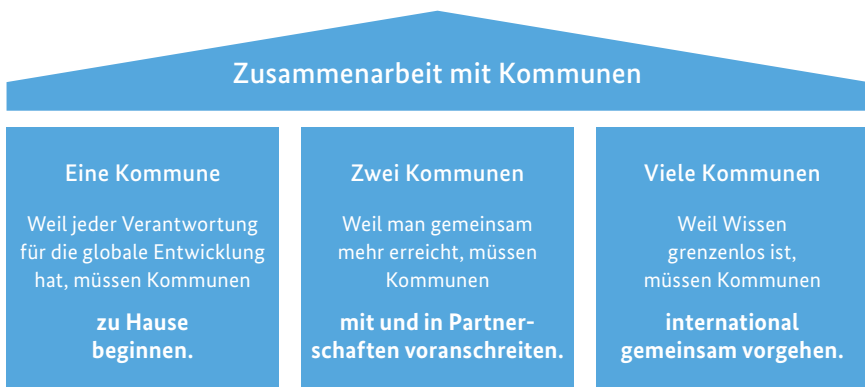 Zusammenarbeit mit Kommunen
Eine Kommune
Weil jeder Verantwortung
für die globale Entwicklung
hat, müssen Kommunen
zu Hause
beginnen.
Zwei Kommunen
Weil man gemeinsam
mehr erreicht, müssen
Kommunen
mit und in Partner-
schaften voranschreiten.
Viele Kommunen
Weil Wissen
grenzenlos ist,
müssen Kommunen
international
gemeinsam vorgehen.